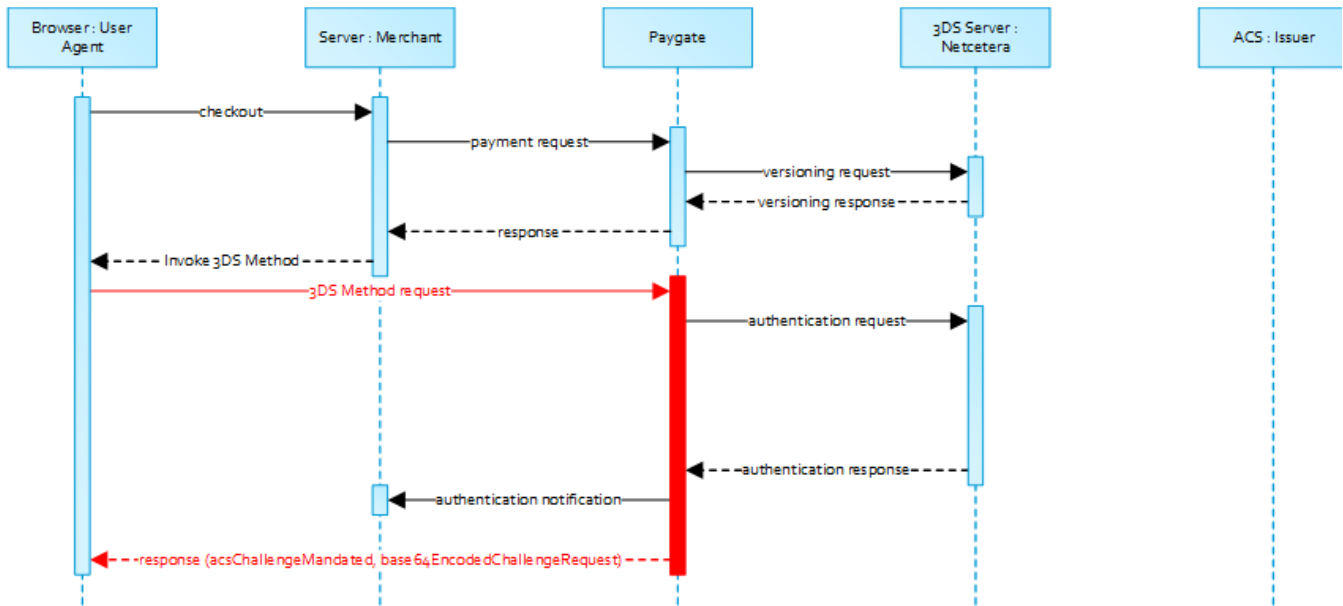 Browser : User
Agent
Server : Merchant
Paygate
3DS Server :
Netcetera
ACS : Issuer
checkout
payment request
versioning request
versioning response
response
Invoke 3DS Method
3DS Method request
authentication request
authentication response
authentication notification
response (acsChallengeMandated, base64EncodedChallengeRequest)